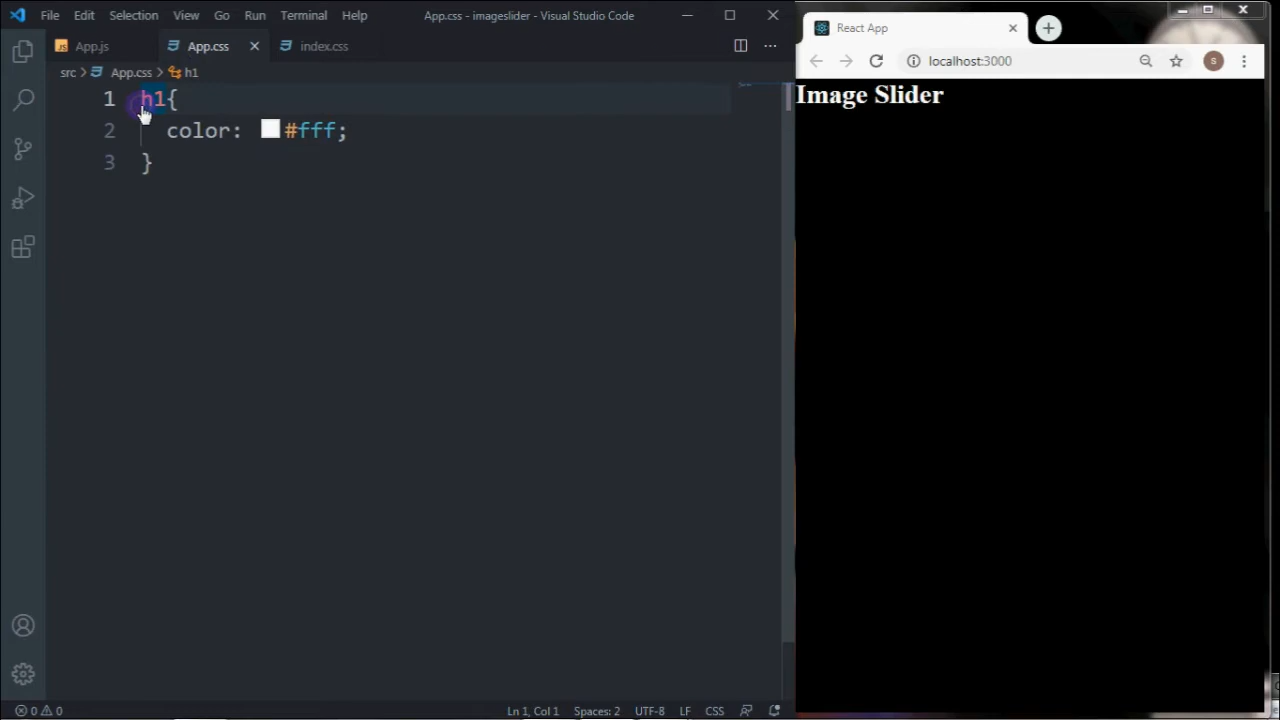 File Edit Selection View Go Run Terminal Help App.css - imageslider - Visual Studio Code
React App
JS App.js App.css index.css
localhost:3000 S
src App.css h1
1 h1{
2 color: #fff;
3 }
Image Slider
0 0 Ln 1, Col 1 Spaces: 2 UTF-8 LF CSS